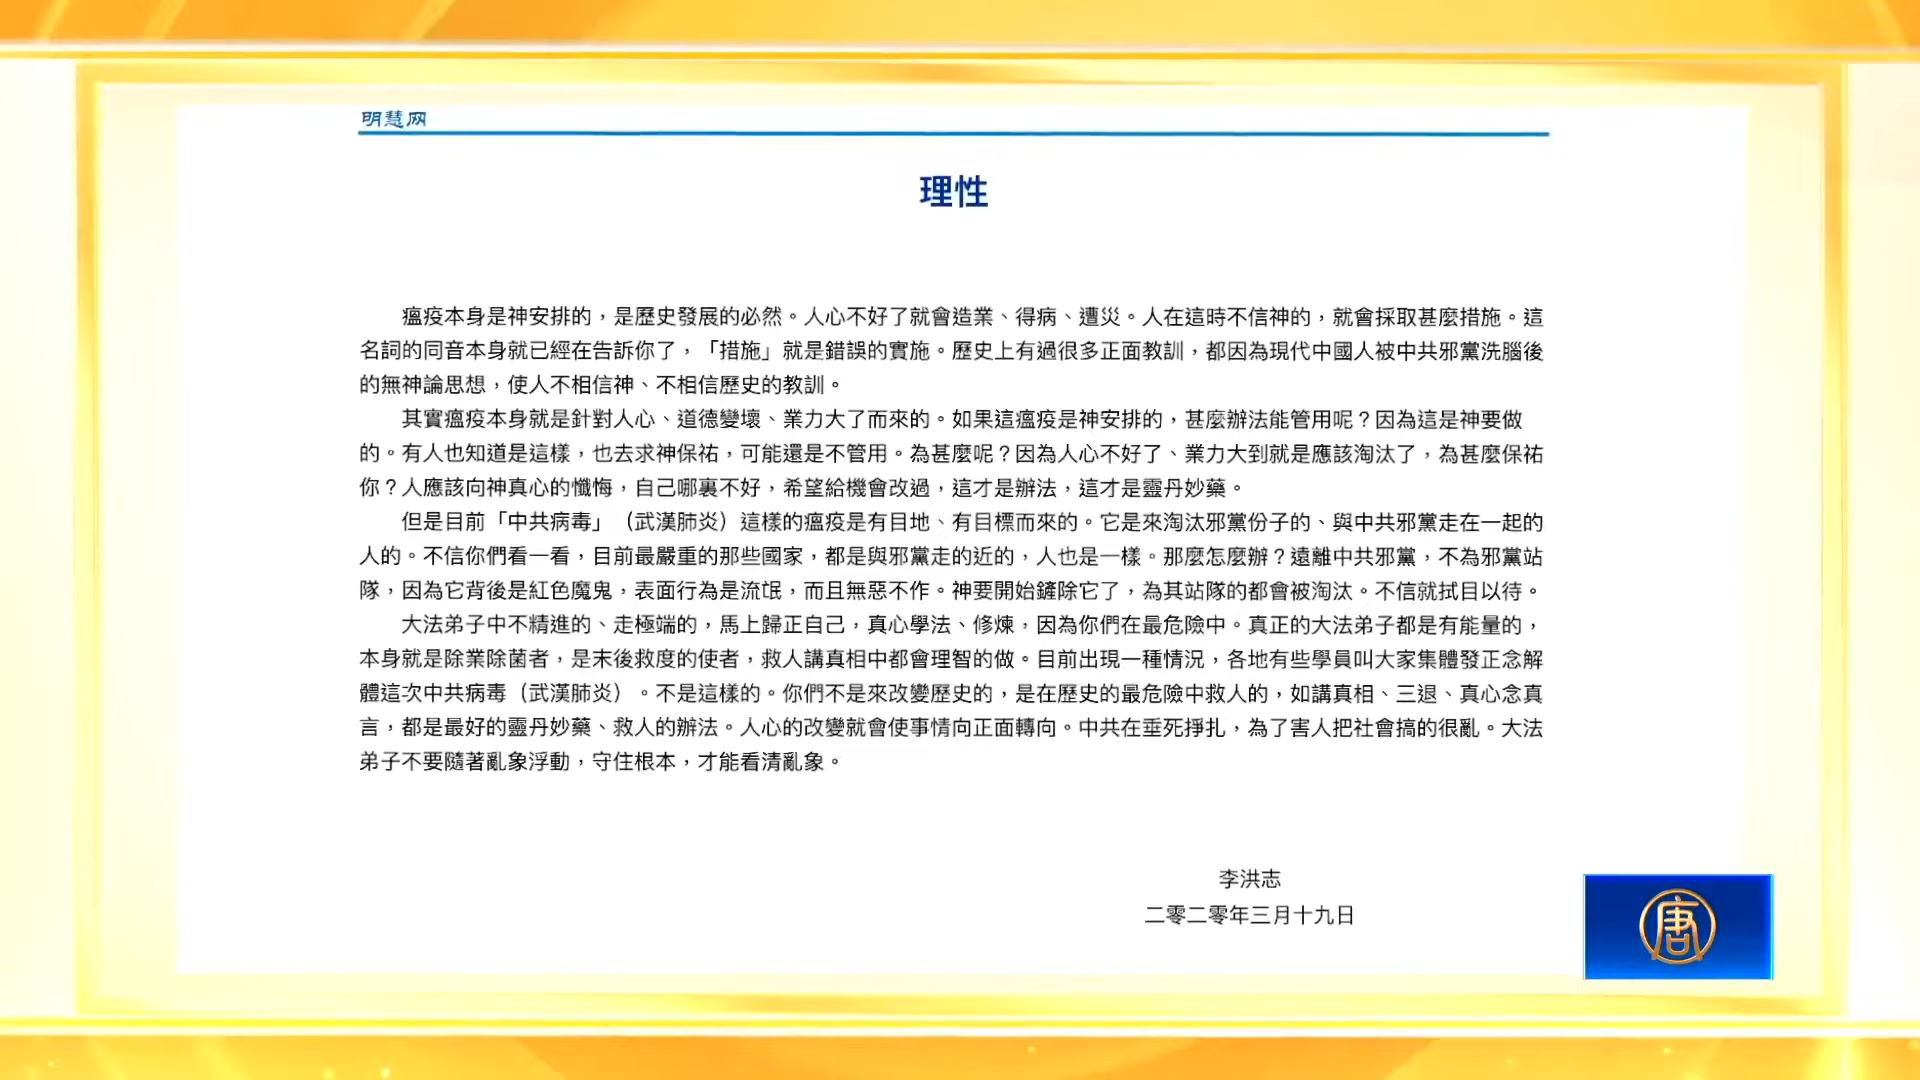 明慧网
理性
瘟疫本身是神安排的，是歷史發展的必然。人心不好了就會造業、得病、遭災。人在這時不信神的，就會採取甚麼措施。這
名詞的同音本身就已經在告訴你了，「措施」就是錯誤的實施。歷史上有過很多正面教訓，都因為現代中國人被中共邪黨洗腦後
的無神論思想，使人不相信神、不相信歷史的教訓。
其實瘟疫本身就是針對人心、道德變壞、業力大了而來的。如果這瘟疫是神安排的，甚麼辦法能管用呢？因為這是神要做
的。有人也知道是這樣，也去求神保祐，可能還是不管用。為甚麼呢？因為人心不好了、業力大到就是應該淘汰了，為甚麼保祐
你？人應該向神真心的懺悔，自己哪裏不好，希望給機會改過，這才是辦法，這才是靈丹妙藥。
但是目前「中共病毒」（武漢肺炎）這樣的瘟疫是有目地、有目標而來的。它是來淘汰邪黨份子的、與中共邪黨走在一起的
人的。不信你們看一看，目前最嚴重的那些國家，都是與邪黨走的近的，人也是一樣。那麼怎麼辦？遠離中共邪黨，不為邪黨站
隊，因為它背後是紅色魔鬼，表面行為是流氓，而且無惡不作。神要開始鏟除它了，為其站隊的都會被淘汰。不信就拭目以待。
大法弟子中不精進的、走極端的，馬上歸正自己，真心學法、修煉，因為你們在最危險中。真正的大法弟子都是有能量的，
本身就是除業除菌者，是末後救度的使者，救人講真相中都會理智的做。目前出現一種情況，各地有些學員叫大家集體發正念解
體這次中共病毒（武漢肺炎）。不是這樣的。你們不是來改變歷史的，是在歷史的最危險中救人的，如講真相、三退、真心念真
言，都是最好的靈丹妙藥、救人的辦法。人心的改變就會使事情向正面轉向。中共在垂死掙扎，為了害人把社會搞的很亂。大法
弟子不要隨著亂象浮動，守住根本，才能看清亂象。
李洪志
二零二零年三月十九日
唐